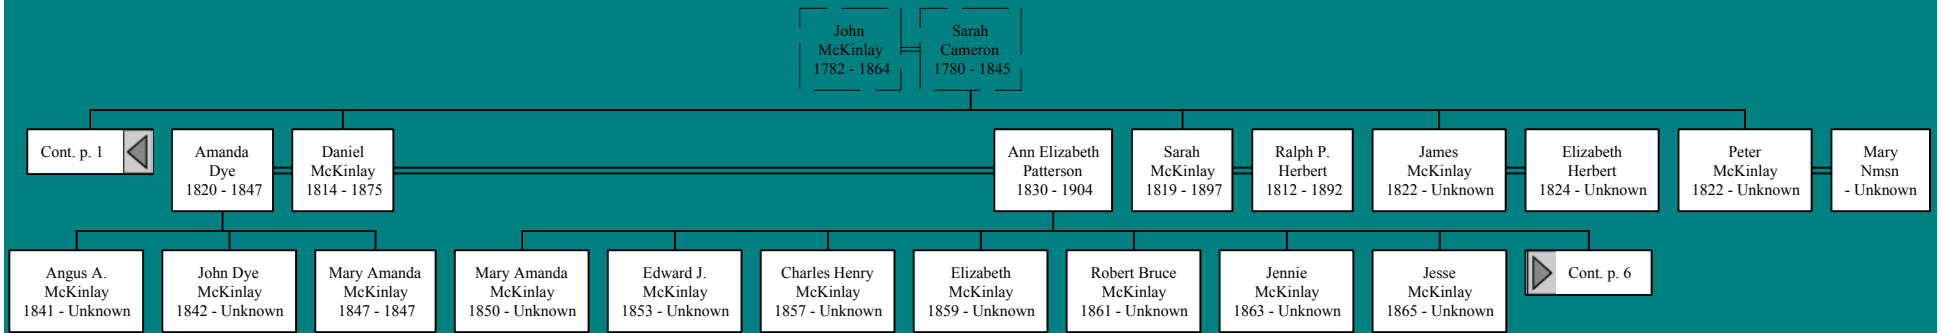 John
McKinlay
1782 - 1864
Sarah
Cameron
1780 - 1845
Cont. p. 1
Amanda
Dye
1820 - 1847
Daniel
McKinlay
1814 - 1875
Ann Elizabeth
Patterson
1830 - 1904
Sarah
McKinlay
1819 - 1897
Ralph P.
Herbert
1812 - 1892
James
McKinlay
1822 - Unknown
Elizabeth
Herbert
1824 - Unknown
Peter
McKinlay
1822 - Unknown
Mary
Nmsn
- Unknown
Angus A.
McKinlay
1841 - Unknown
John Dye
McKinlay
1842 - Unknown
Mary Amanda
McKinlay
1847 - 1847
Mary Amanda
McKinlay
1850 - Unknown
Edward J.
McKinlay
1853 - Unknown
Charles Henry
McKinlay
1857 - Unknown
Elizabeth
McKinlay
1859 - Unknown
Robert Bruce
McKinlay
1861 - Unknown
Jennie
McKinlay
1863 - Unknown
Jesse
McKinlay
1865 - Unknown
Cont. p. 6